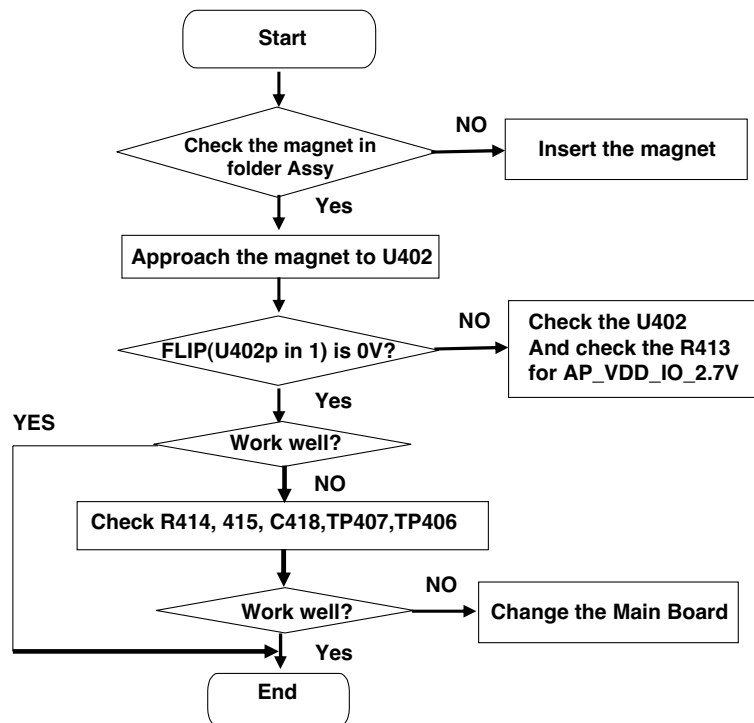 Start
Check the magnet in
folder Assy
NO
Insert the magnet
Yes
Approach the magnet to U402
FLIP(U402p in 1) is 0V?
NO
Check the U402
And check the R413
for AP_VDD_IO_2.7V
Yes
YES
Work well?
NO
Check R414, 415, C418,TP407,TP406
Work well?
NO
Change the Main Board
Yes
End